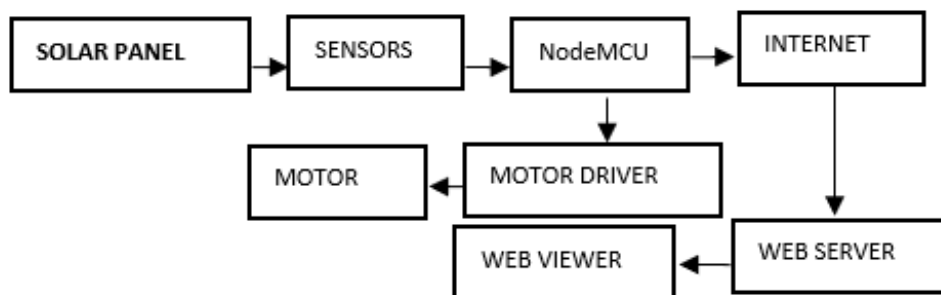 SOLAR PANEL
SENSORS
NodeMCU
INTERNET
MOTOR
MOTOR DRIVER
WEB VIEWER
WEB SERVER